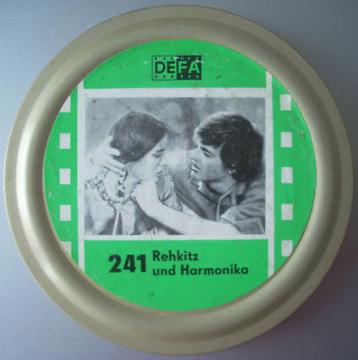 DEFA
241 Rehkitz
und Harmonika